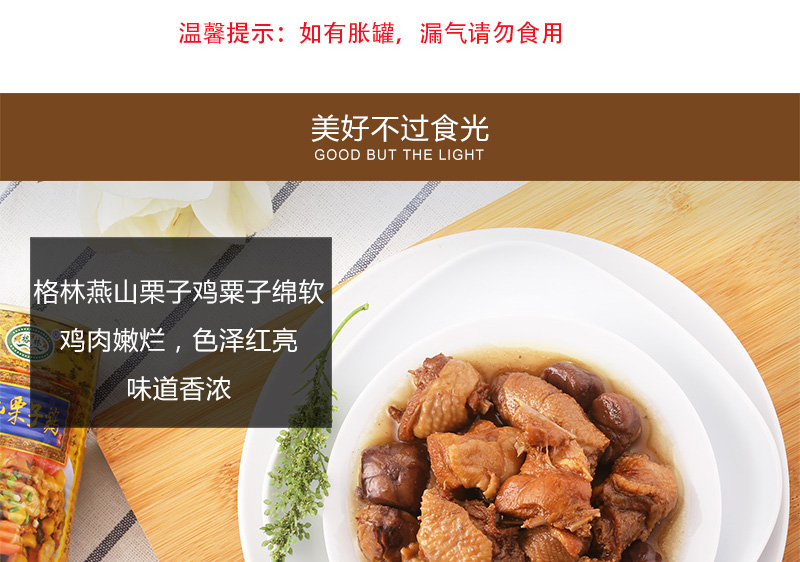 温馨提示：如有胀罐，漏气请勿食用
美好不过食光
GOOD BUT THE LIGHT
格林燕山栗子鸡粟子绵软
鸡肉嫩烂，色泽红亮
味道香浓
栗子鸡